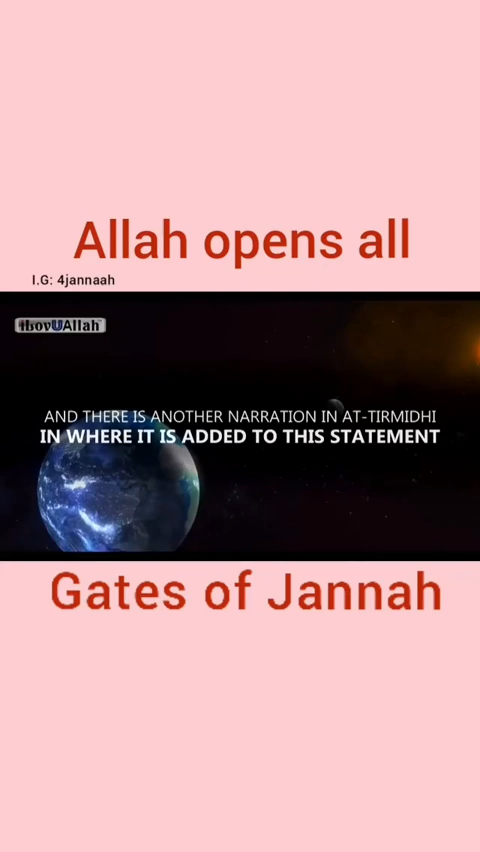 Allah opens all
I.G: 4jannaah
iLovUAllah
AND THERE IS ANOTHER NARRATION IN AT-TIRMIDHI
IN WHERE IT IS ADDED TO THIS STATEMENT
Gates of Jannah